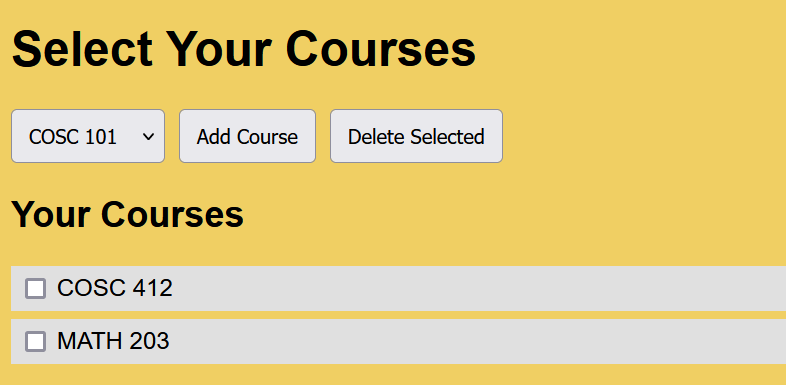 Select Your Courses
COSC 101 Add Course Delete Selected
Your Courses
COSC 412
MATH 203